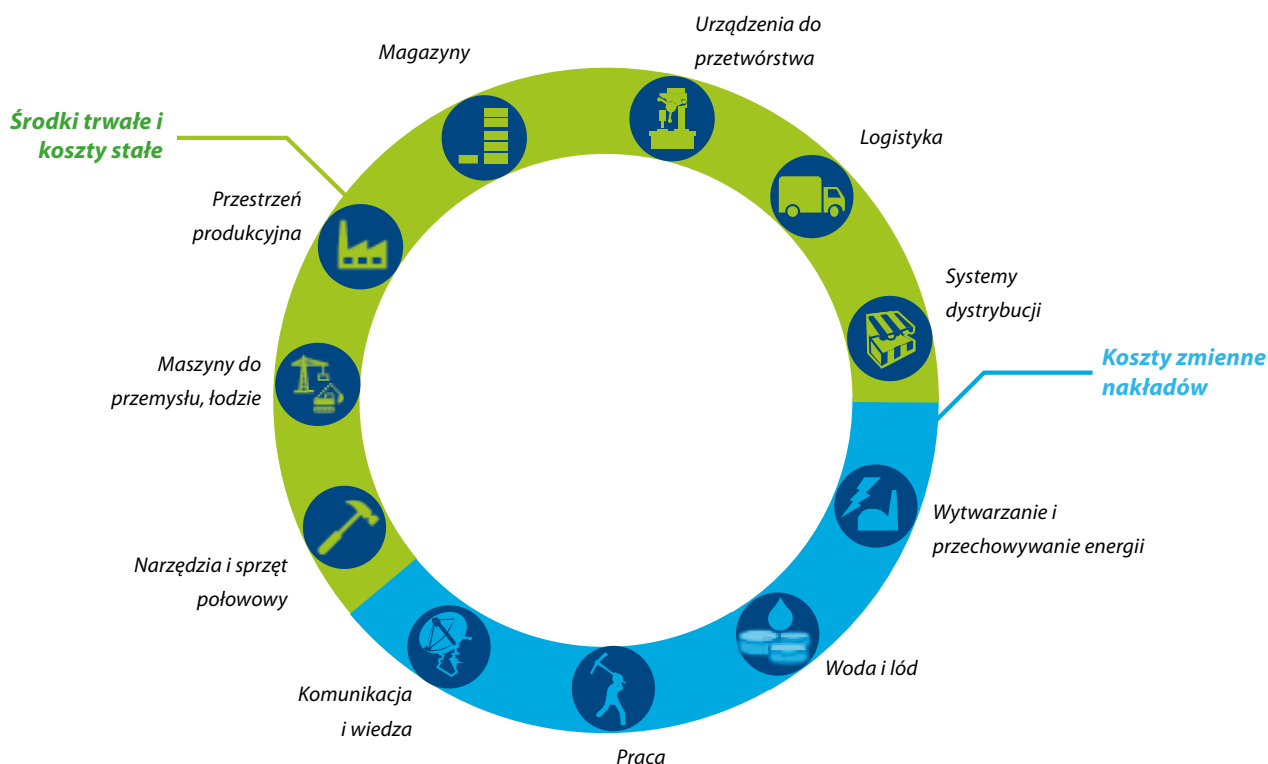 Urządzenia do
przetwórstwa
Magazyny
Środki trwałe i
koszty stałe
Logistyka
Przestrzeń
produkcyjna
Systemy
dystrybucji
Maszyny do
przemysłu, łodzie
Koszty zmienne
nakładów
Wytwarzanie i
przechowywanie energii
Narzędzia i sprzęt
połowowy
Woda i lód
Komunikacja
i wiedza
Praca